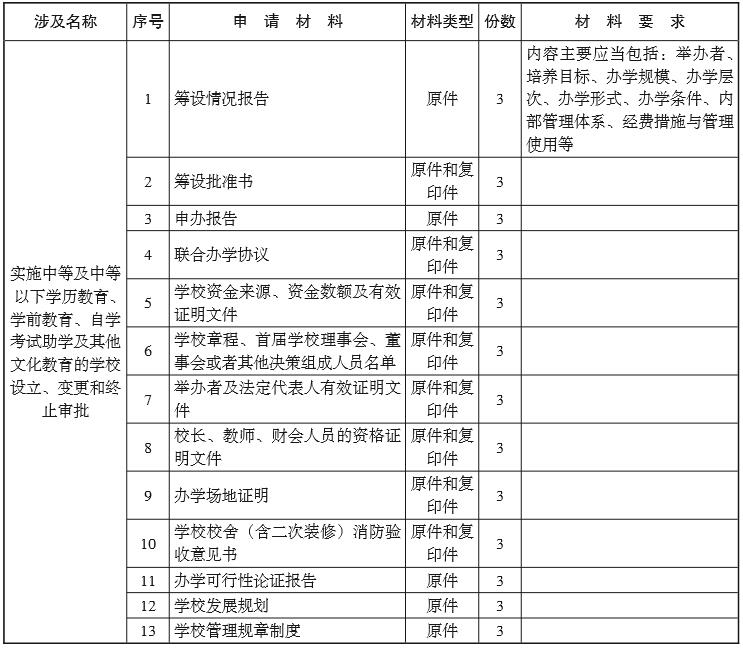 涉及名称 序号 申 请 材 料 材料类型 份数 材 料 要 求
实施中等及中等
以下学历教育、
学前教育、自学
考试助学及其他
文化教育的学校
设立、变更和终
止审批
1 筹设情况报告 原件 3
内容主要应当包括：举办者、
培养目标、办学规模、办学层
次、办学形式、办学条件、内
部管理体系、经费措施与管理
使用等
2 筹设批准书 原件和复
印件 3
3 申办报告 原件 3
4 联合办学协议 原件和复
印件 3
5 学校资金来源、资金数额及有效 原件和复
证明文件 印件 3
6 学校章程、首届学校理事会、董 原件和复
事会或者其他决策组成人员名单 印件 3
7 举办者及法定代表人有效证明文 原件和复
件 印件 3
8 校长、教师、财会人员的资格证 原件和复
明文件 印件 3
9 办学场地证明 原件和复
印件 3
10 学校校舍（含二次装修）消防验 原件和复
收意见书 印件 3
11 办学可行性论证报告 原件 3
12 学校发展规划 原件 3
13 学校管理规章制度 原件 3